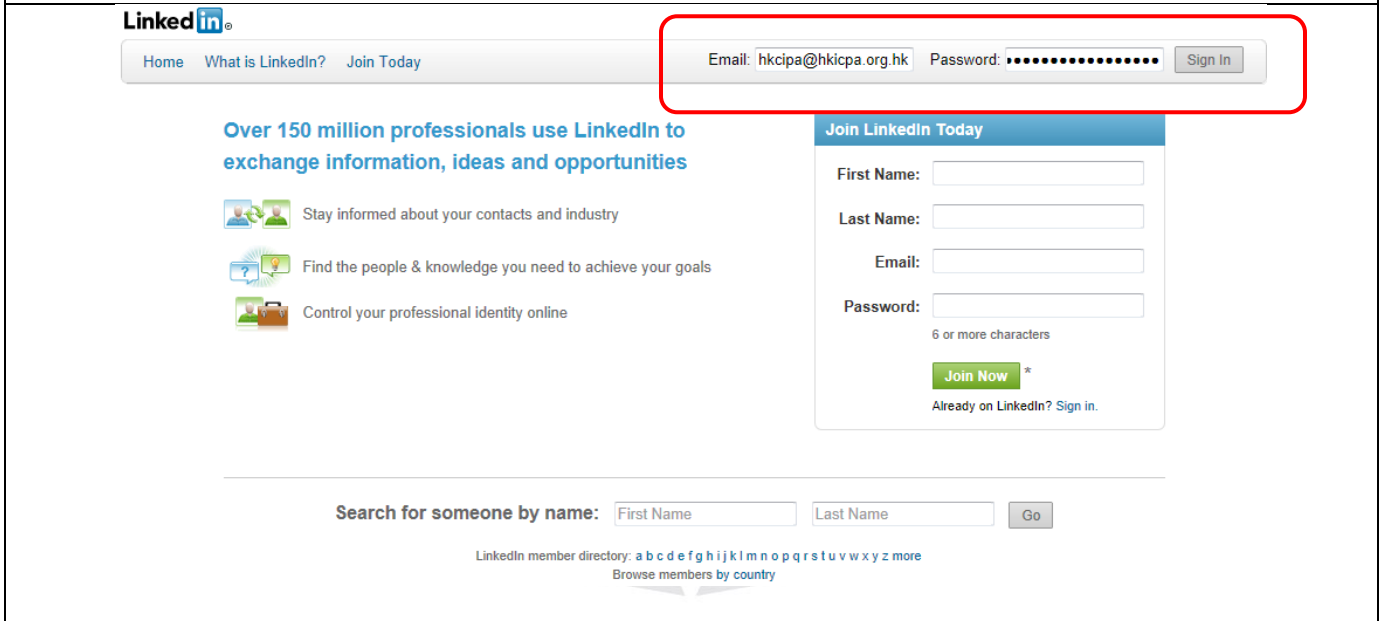 Linked in ®
Home What is LinkedIn? Join Today
Email: hkcipa@hkicpa.org.hk Password: ••••••••••••••••• Sign In
Over 150 million professionals use LinkedIn to
exchange information, ideas and opportunities
Stay informed about your contacts and industry
Find the people & knowledge you need to achieve your goals
Control your professional identity online
Join LinkedIn Today
First Name:
Last Name:
Email:
Password:
6 or more characters
Join Now *
Already on LinkedIn? Sign in.
Search for someone by name: First Name Last Name Go
LinkedIn member directory: a b c d e f g h i j k l m n o p q r s t u v w x y z more
Browse members by country